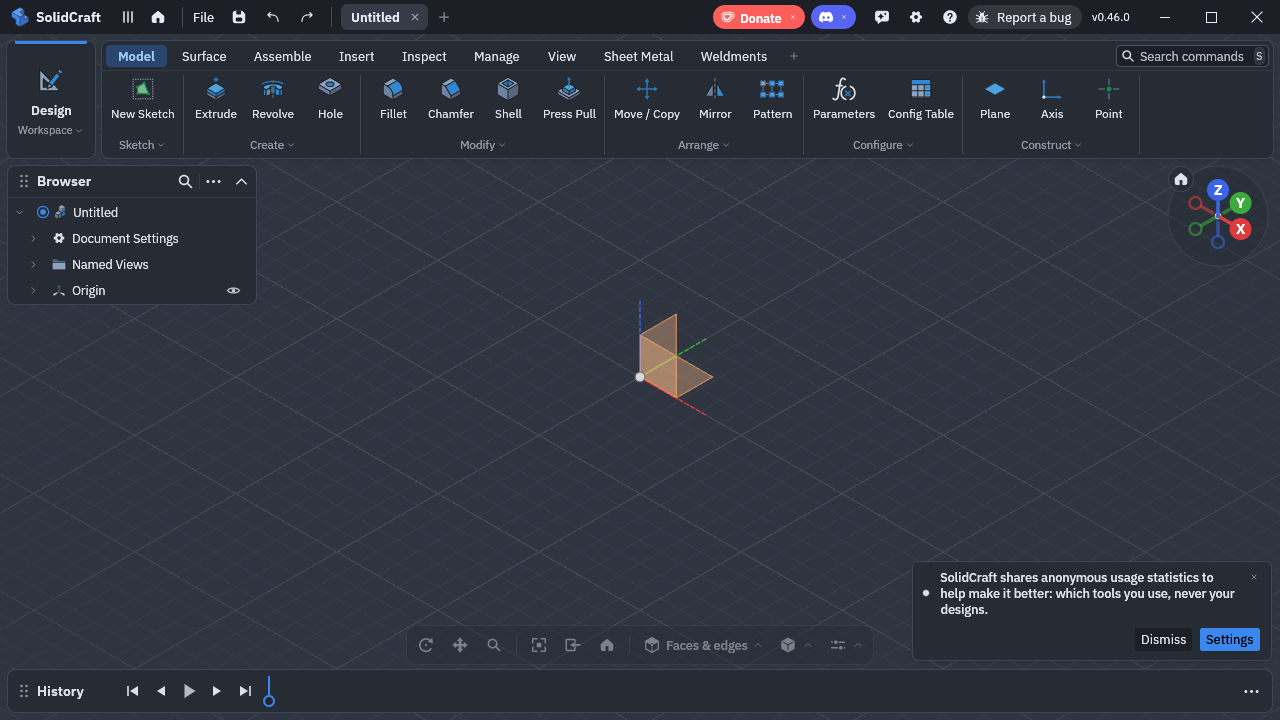 SolidCraft
File
Untitled
Donate
Report a bug
v0.46.0
Design
Workspace
Model
Surface
Assemble
Insert
Inspect
Manage
View
Sheet Metal
Weldments
Search commands
S
New Sketch
Extrude
Revolve
Hole
Fillet
Chamfer
Shell
Press Pull
Move / Copy
Mirror
Pattern
Parameters
Config Table
Plane
Axis
Point
Sketch
Create
Modify
Arrange
Configure
Construct
Browser
Untitled
Document Settings
Named Views
Origin
Z
Y
X
SolidCraft shares anonymous usage statistics to
help make it better: which tools you use, never your
designs.
Dismiss
Settings
Faces & edges
History